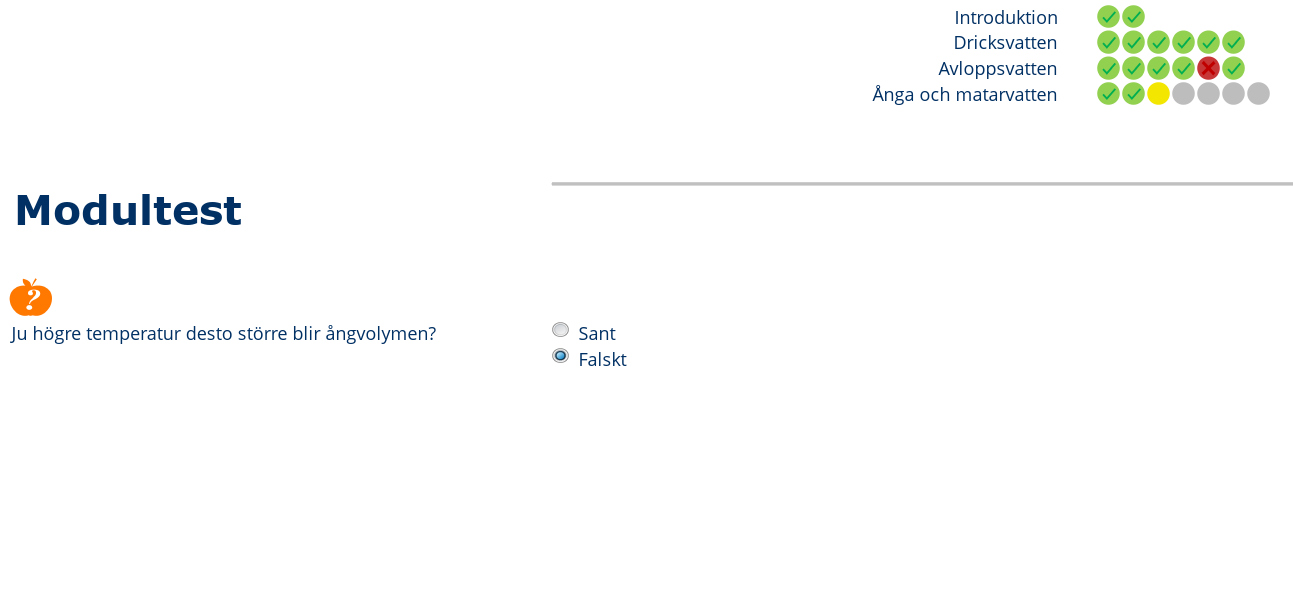 Introduktion
Dricksvatten
Avloppsvatten
Ånga och matarvatten
Modultest
?
Ju högre temperatur desto större blir ångvolymen?
Sant
Falskt